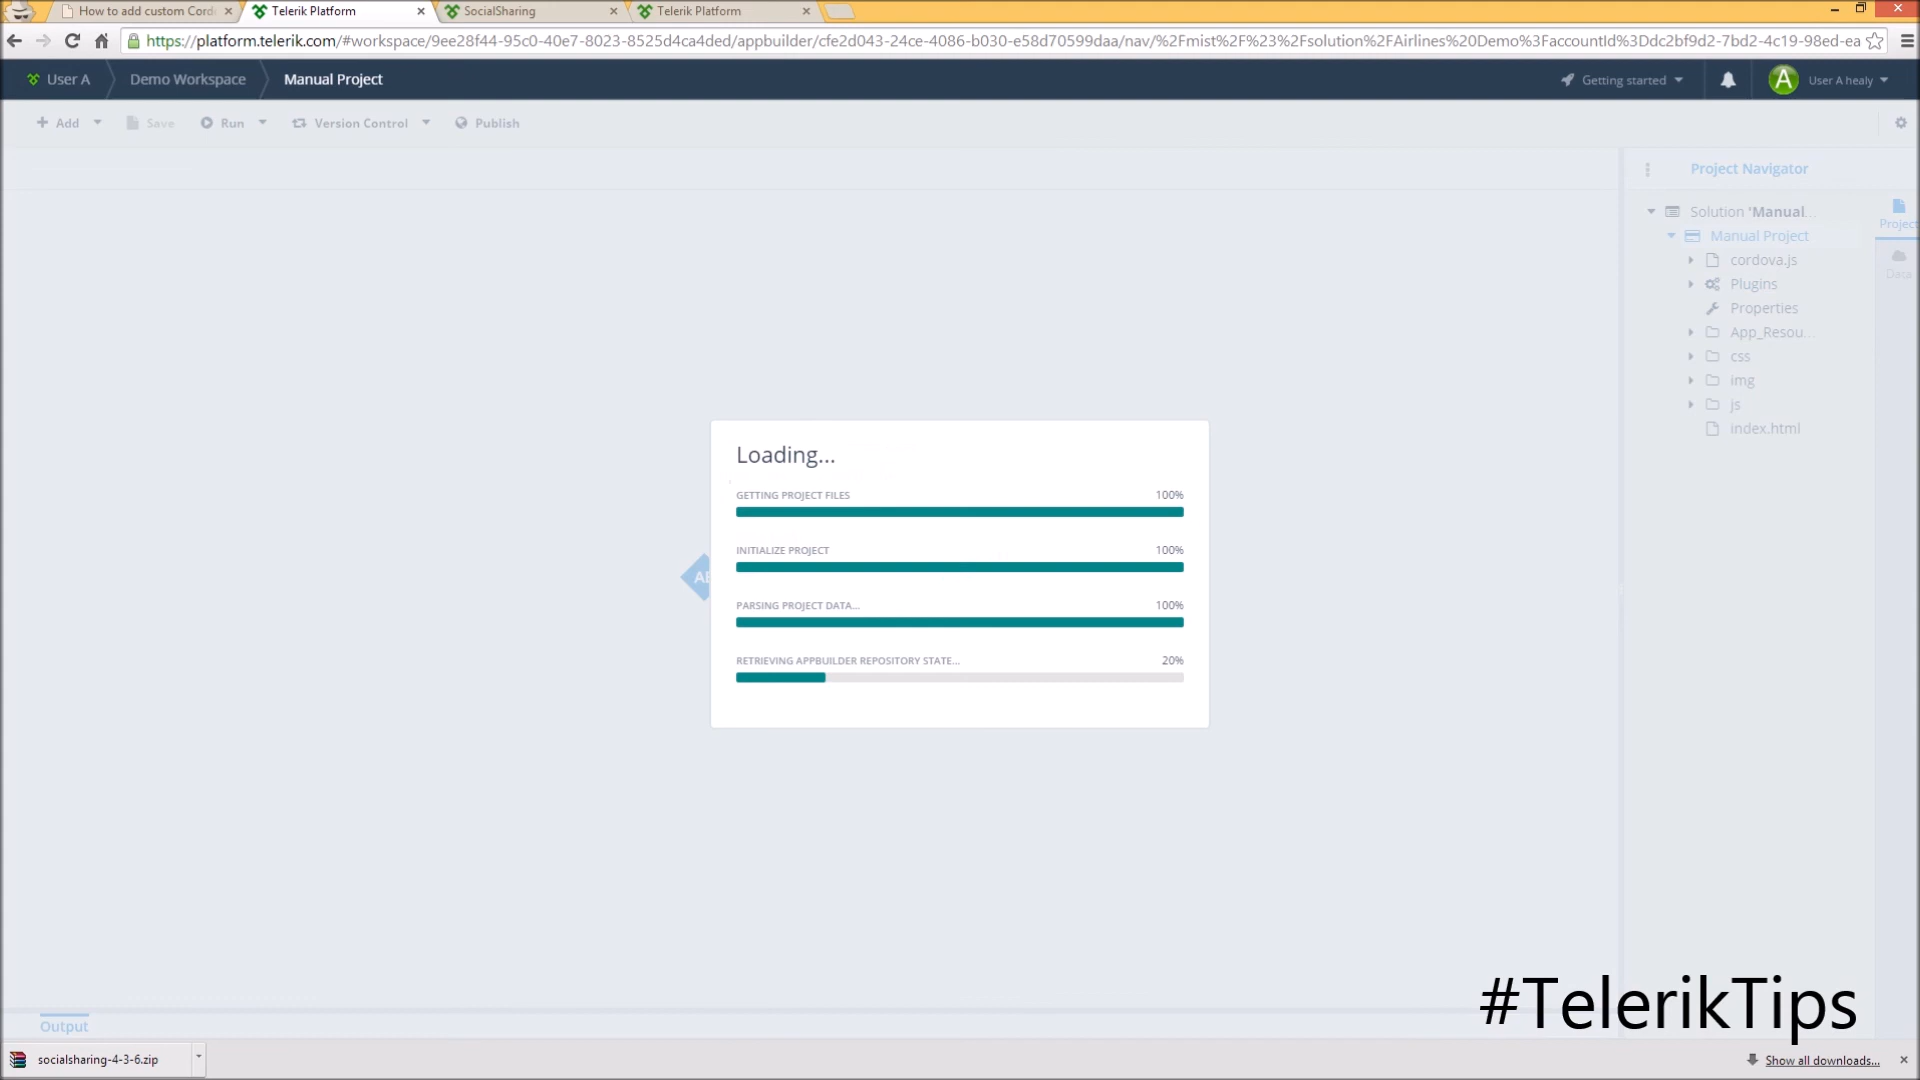 How to add custom Cord
Telerik Platform
SocialSharing
Telerik Platform
https://platform.telerik.com/#workspace/9ee28f44-95c0-40e7-8023-8525d4ca4ded/appbuilder/cfe2d043-24ce-4086-b030-e58d70599daa/nav/%2Fmist%2F%23%2Fsolution%2FAirlines%20Demo%3FaccountId%3Ddc2bf9d2-7bd2-4c19-98ed-ea
User A
Demo Workspace
Manual Project
Getting started
A
User A healy
Add
Save
Run
Version Control
Publish
Project Navigator
Solution 'Manual...
Project
Manual Project
cordova.js
Data
Plugins
Properties
App_Resou...
css
img
js
index.html
Loading...
GETTING PROJECT FILES 100%
INITIALIZE PROJECT 100%
AB
PARSING PROJECT DATA... 100%
RETRIEVING APPBUILDER REPOSITORY STATE... 20%
#TelerikTips
Output
socialsharing-4-3-6.zip
Show all downloads...